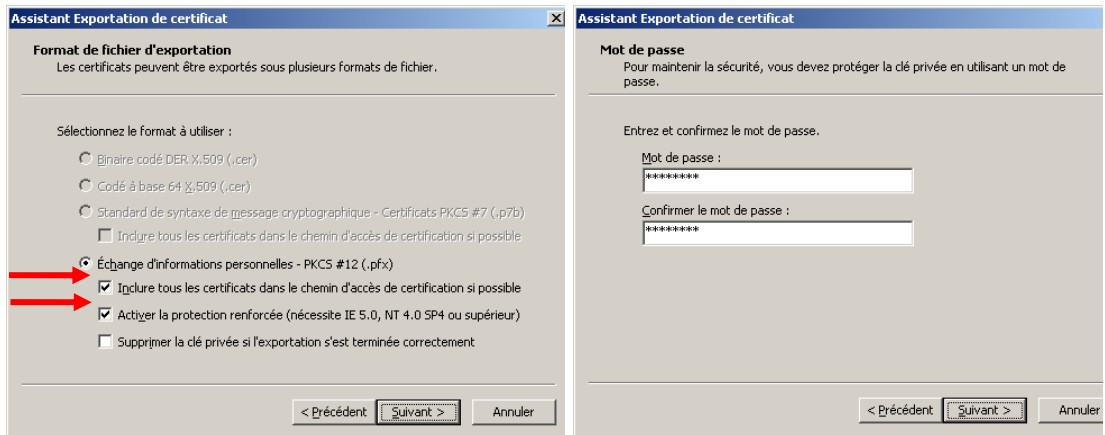 Assistant Exportation de certificat
Format de fichier d'exportation
Les certificats peuvent être exportés sous plusieurs formats de fichier.
Sélectionnez le format à utiliser :
Binaire codé DER X.509 (.cer)
Codé à base 64 X.509 (.cer)
Standard de syntaxe de message cryptographique - Certificats PKCS #7 (.p7b)
Inclure tous les certificats dans le chemin d'accès de certification si possible
Échange d'informations personnelles - PKCS #12 (.pfx)
Inclure tous les certificats dans le chemin d'accès de certification si possible
Activer la protection renforcée (nécessite IE 5.0, NT 4.0 SP4 ou supérieur)
Supprimer la clé privée si l'exportation s'est terminée correctement
< Précédent Suivant > Annuler
Assistant Exportation de certificat
Mot de passe
Pour maintenir la sécurité, vous devez protéger la clé privée en utilisant un mot de
passe.
Entrez et confirmez le mot de passe.
Mot de passe :
********
Confirmer le mot de passe :
********
< Précédent Suivant > Annuler